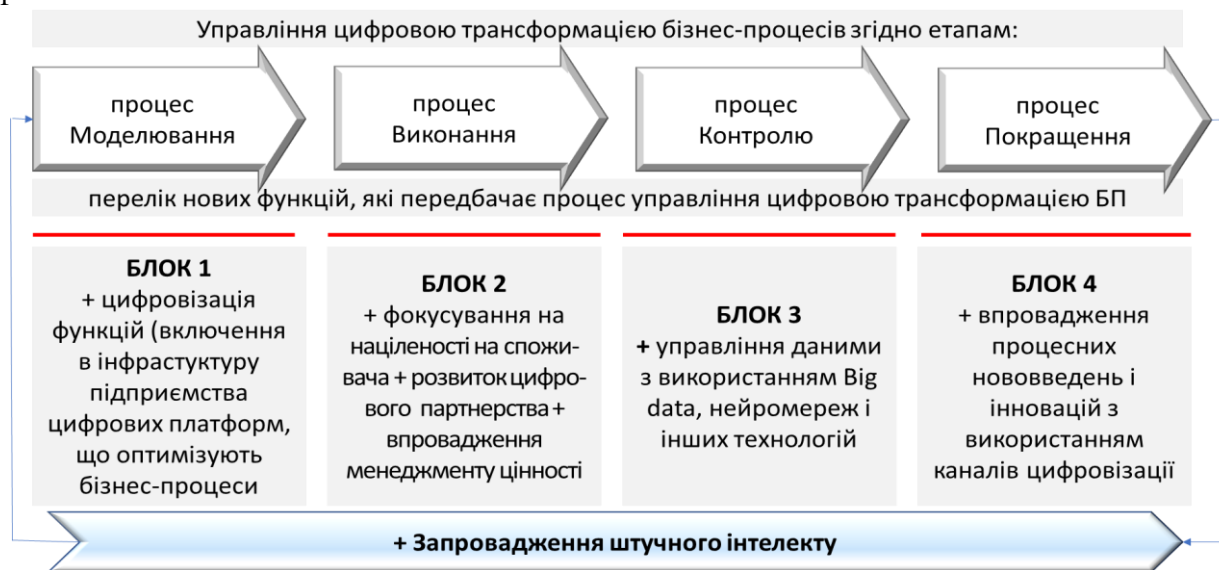 Управління цифровою трансформацією бізнес-процесів згідно етапам:
процес
Моделювання
процес
Виконання
процес
Контролю
процес
Покращення
перелік нових функцій, які передбачає процес управління цифровою трансформацією БП
БЛОК 1
+ цифровізація
функцій (включення
в інфрастуктуру
підприємства
цифрових платформ,
що оптимізують
бізнес-процеси
БЛОК 2
+ фокусування на
націленості на спожи-
вача + розвиток цифро-
вого партнерства +
впровадження
менеджменту цінності
БЛОК 3
+ управління даними
з використанням Big
data, нейромереж і
інших технологій
БЛОК 4
+ впровадження
процесних
нововведень і
інновацій з
використанням
каналів цифровізації
+ Запровадження штучного інтелекту